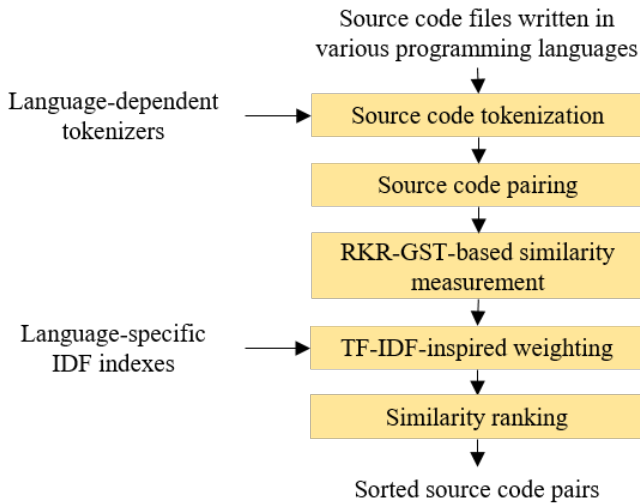 Source code files written in
various programming languages
Language-dependent
tokenizers
Source code tokenization
Source code pairing
RKR-GST-based similarity
measurement
Language-specific
IDF indexes
TF-IDF-inspired weighting
Similarity ranking
Sorted source code pairs